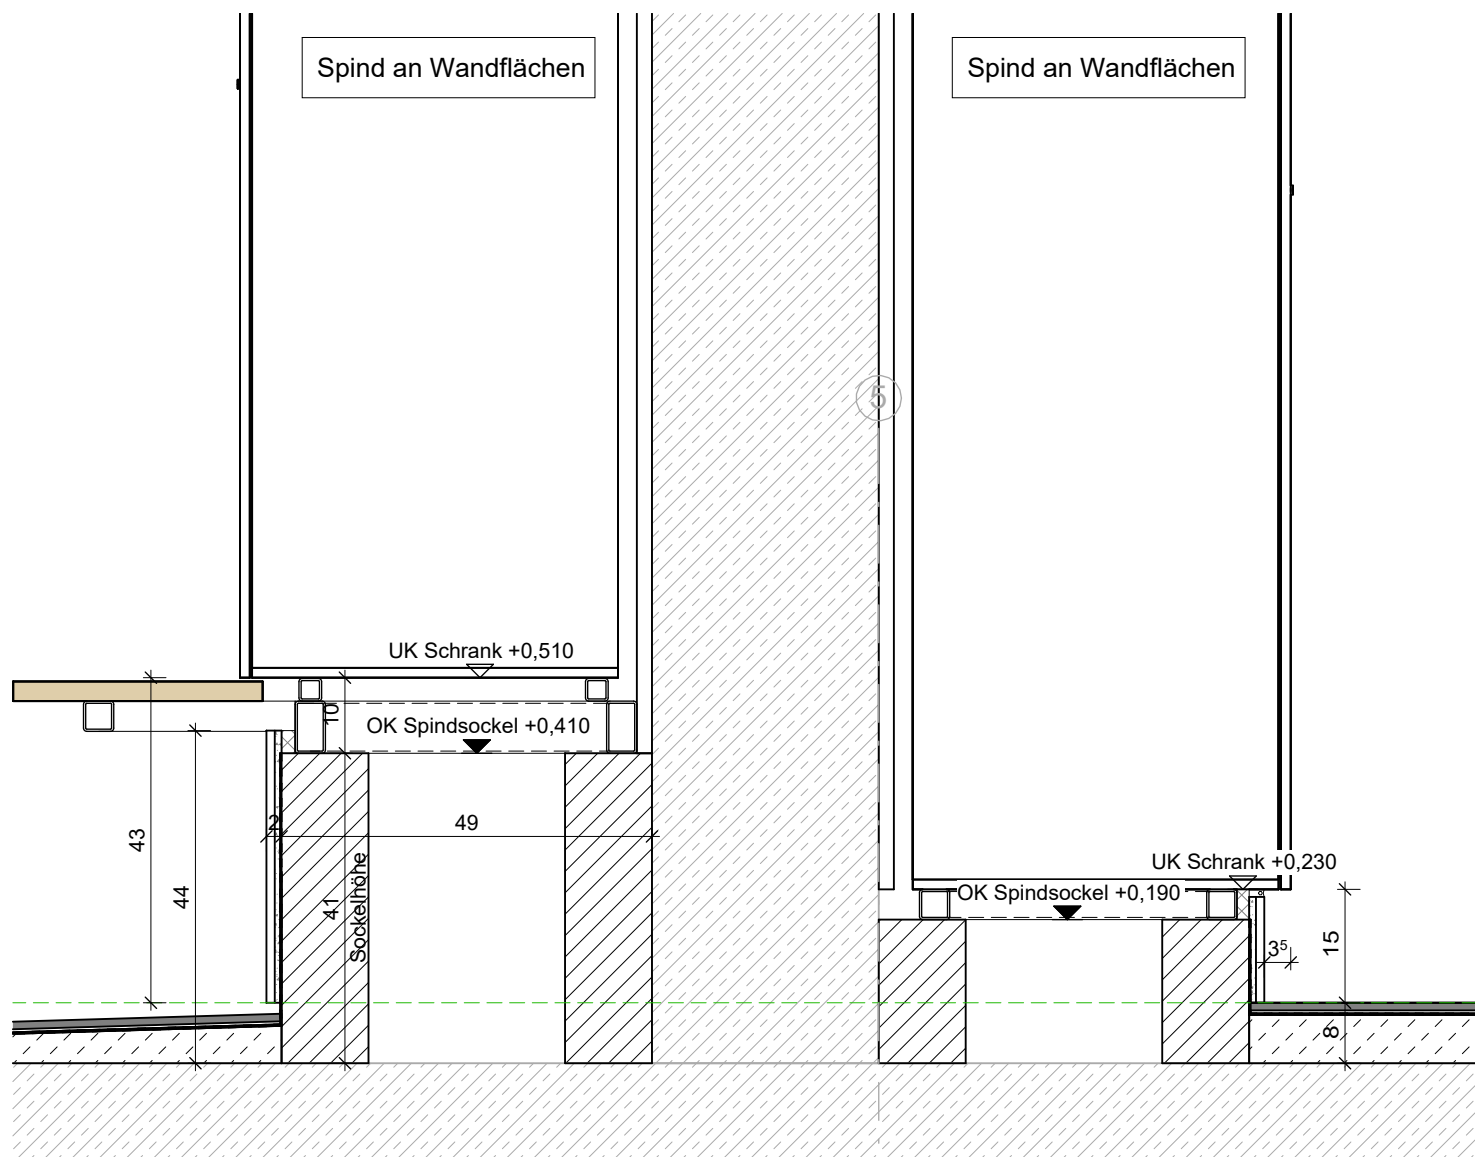 Spind an Wandflächen
Spind an Wandflächen
5
UK Schrank +0,510
10
OK Spindsockel +0,410
43
2
49
44
41
Sockelhöhe
UK Schrank +0,230
OK Spindsockel +0,190
3⁵
15
8